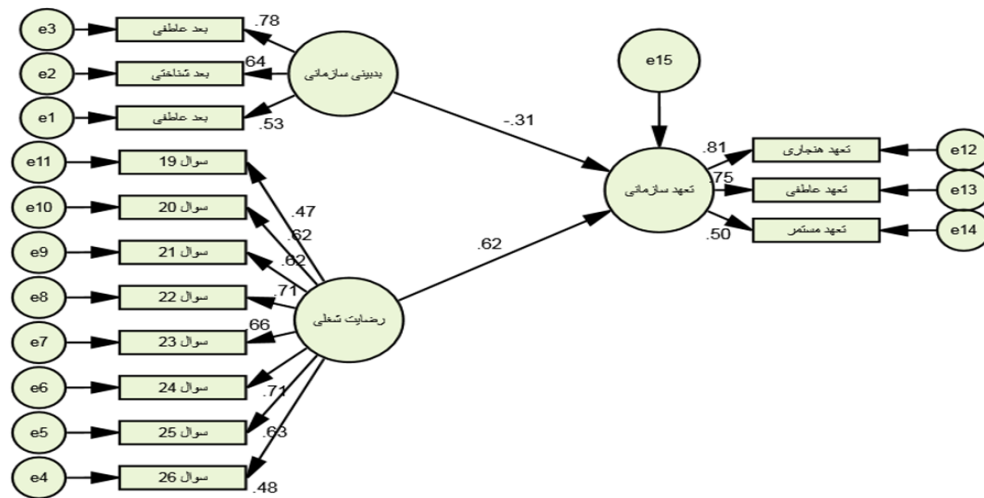 e3
بعد عاطفی
.78
e2
بعد شناختی
.64
e1
بعد عاطفی
.53
بدبینی سازمانی
e15
-.31
e11
سوال 19
.47
e10
سوال 20
.62
e9
سوال 21
.62
e8
سوال 22
.71
e7
سوال 23
.66
e6
سوال 24
.71
e5
سوال 25
.63
e4
سوال 26
.48
رضایت شغلی
.62
تعهد سازمانی
.81
تعهد هنجاری
e12
.75
تعهد عاطفی
e13
.50
تعهد مستمر
e14